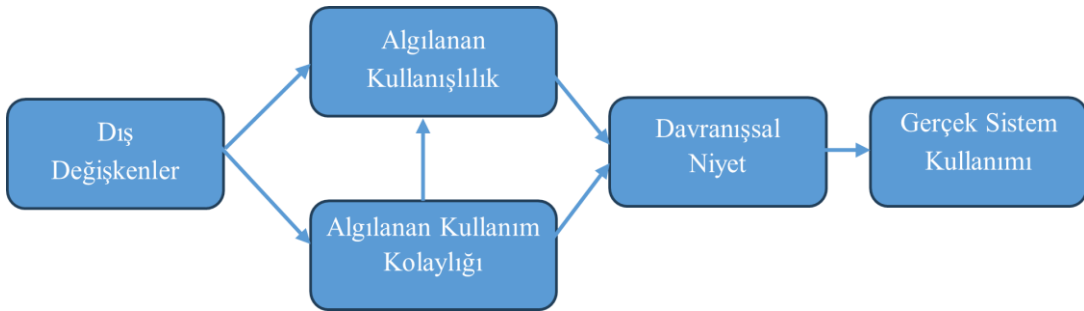 Dış
Değişkenler
Algılanan
Kullanışlılık
Algılanan Kullanım
Kolaylığı
Davranışsal
Niyet
Gerçek Sistem
Kullanımı